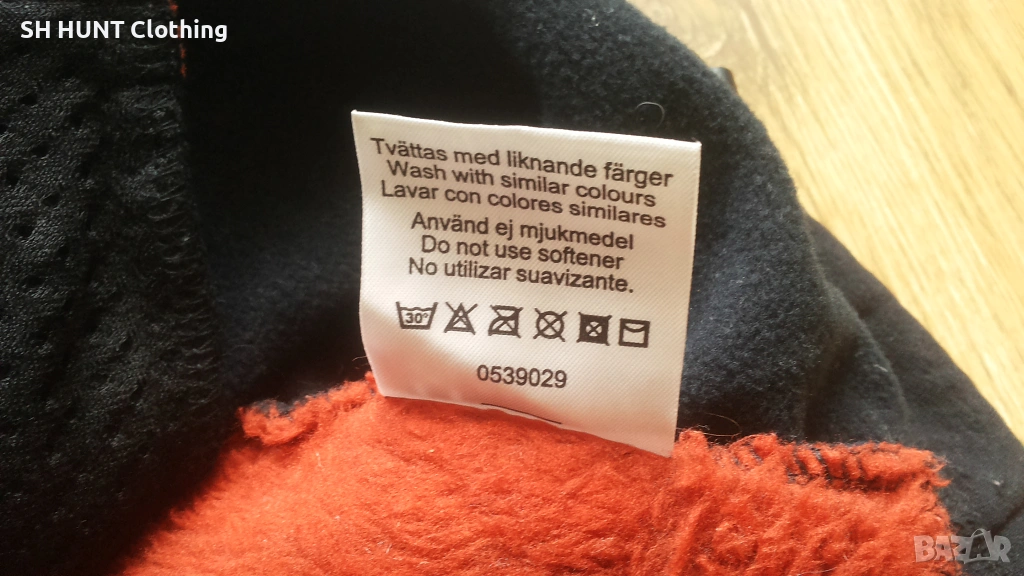 SH HUNT Clothing
Tvättas med liknande färger
Wash with similar colours
Lavar con colores similares
Använd ej mjukmedel
Do not use softener
No utilizar suavizante.
30°
0539029
BAZAR